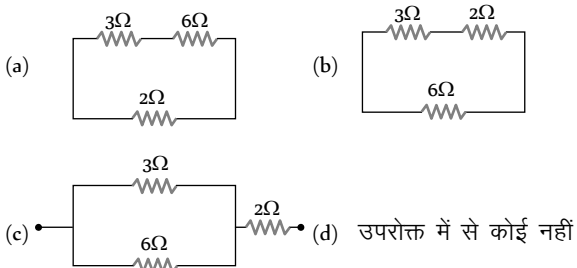 3Ω 6Ω
(a)
2Ω
3Ω 2Ω
(b)
6Ω
3Ω
(c)
6Ω
2Ω
(d) उपरोक्त में से कोई नहीं